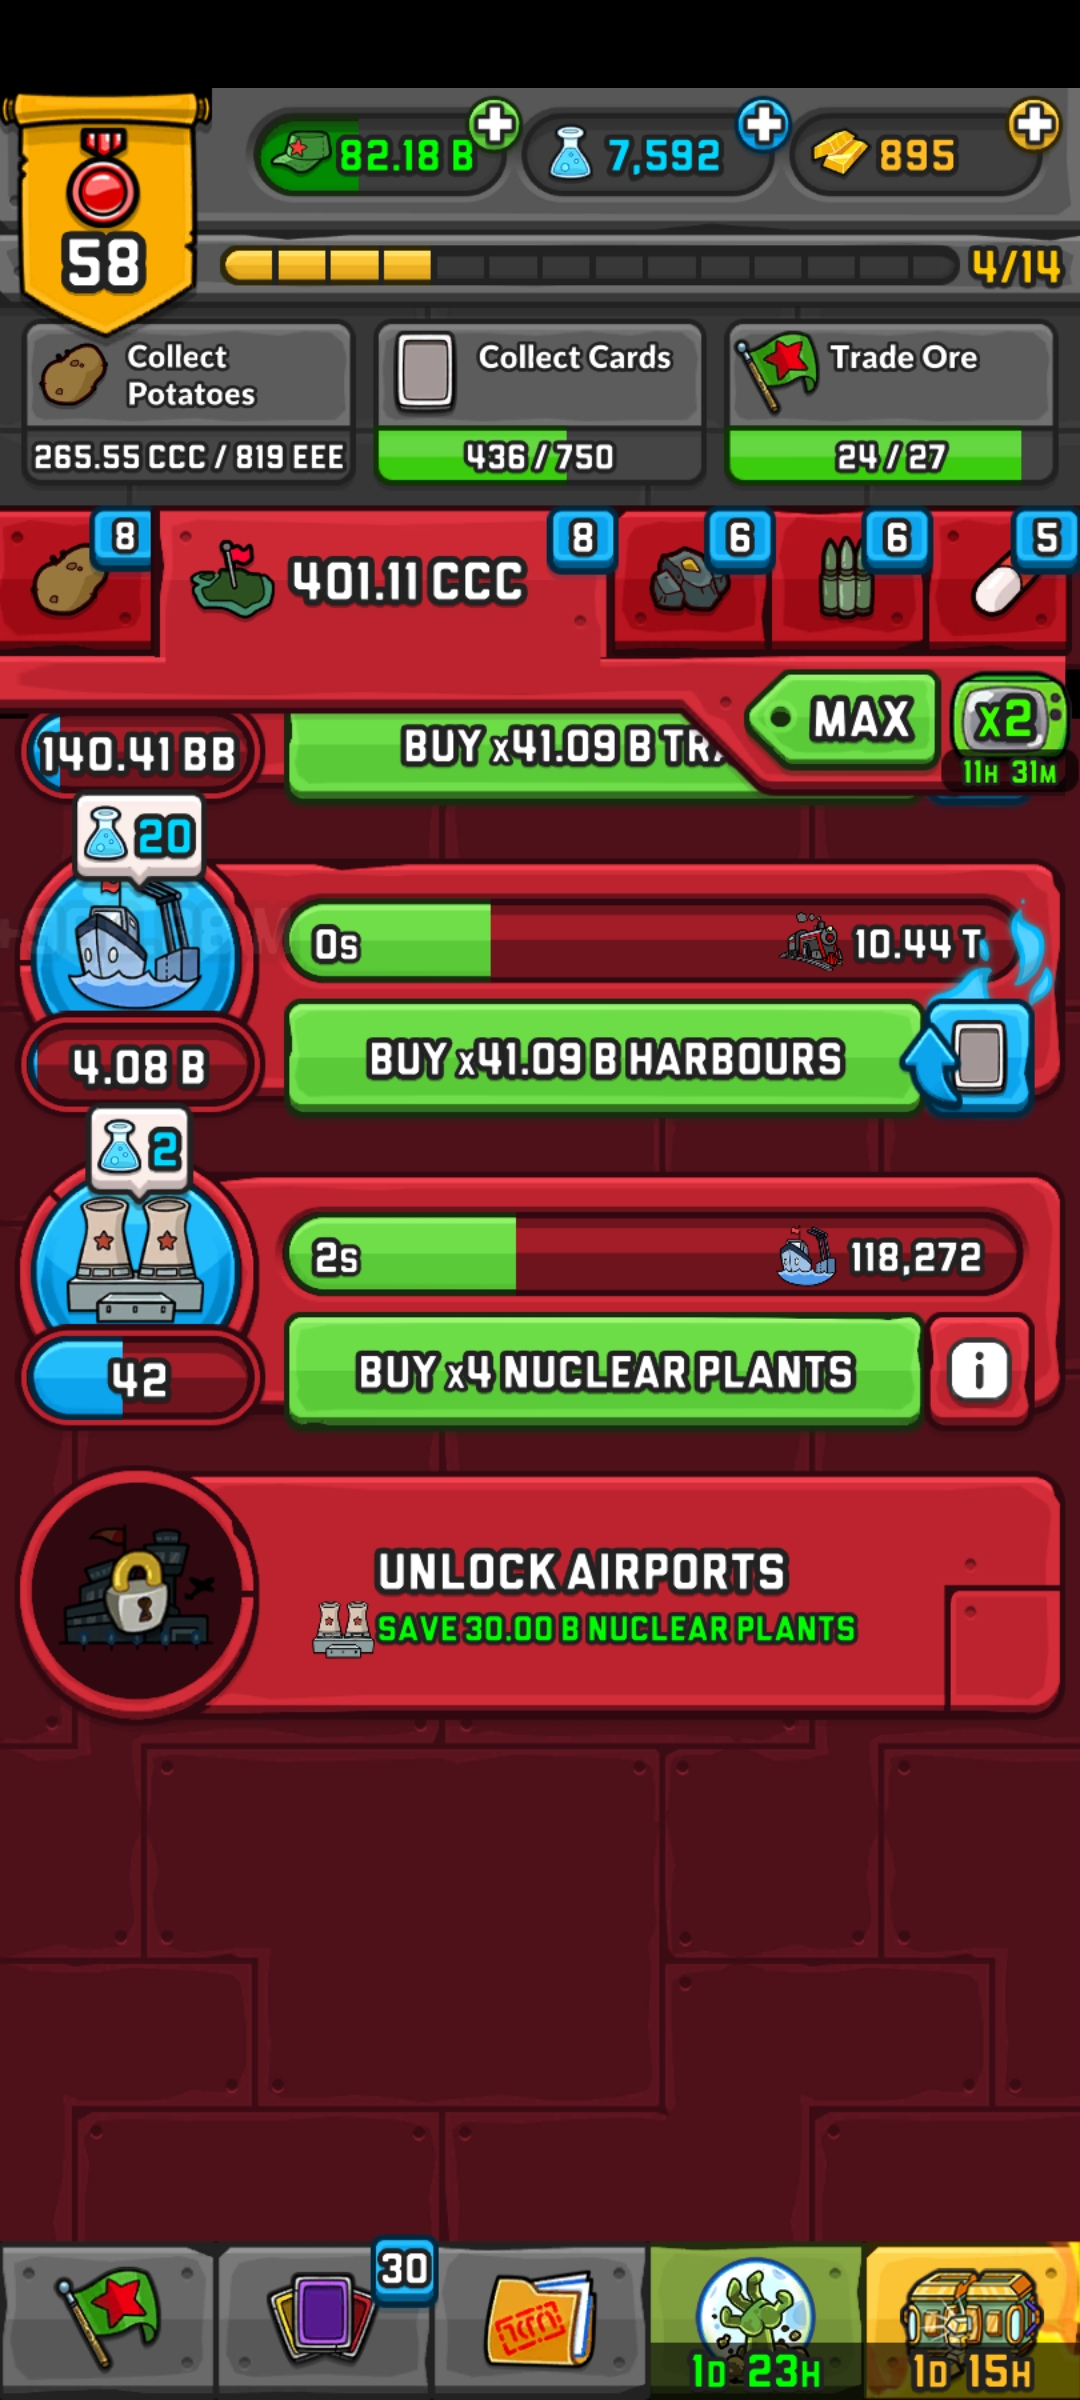 82.18 B
7,592
895
58
4/14
Collect
Potatoes
265.55 CCC / 819 EEE
Collect Cards
436 / 750
Trade Ore
24 / 27
8
401.11 CCC
8
6
6
5
MAX
x2
11H 31M
140.41 BB
BUY x41.09 B
20
0s
10.44 T
4.08 B
BUY x41.09 B HARBOURS
2
2s
118,272
42
BUY x4 NUCLEAR PLANTS
i
UNLOCK AIRPORTS
SAVE 30.00 B NUCLEAR PLANTS
30
1D 23H
1D 15H